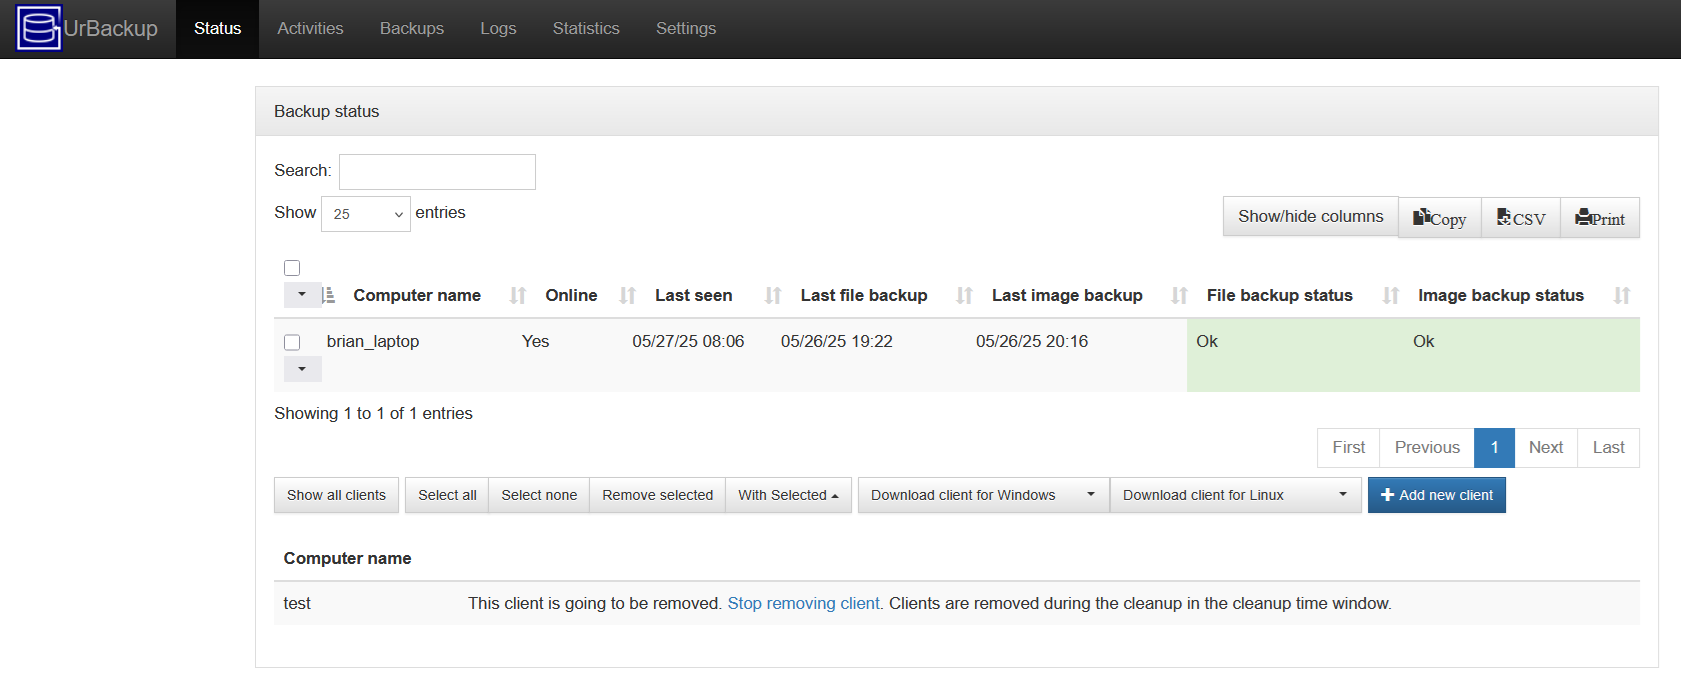 UrBackup Status Activities Backups Logs Statistics Settings
Backup status
Search:
Show 25 entries
Show/hide columns Copy CSV Print
Computer name Online Last seen Last file backup Last image backup File backup status Image backup status
brian_laptop Yes 05/27/25 08:06 05/26/25 19:22 05/26/25 20:16 Ok Ok
Showing 1 to 1 of 1 entries
First Previous 1 Next Last
Show all clients Select all Select none Remove selected With Selected Download client for Windows Download client for Linux Add new client
Computer name
test This client is going to be removed. Stop removing client. Clients are removed during the cleanup in the cleanup time window.